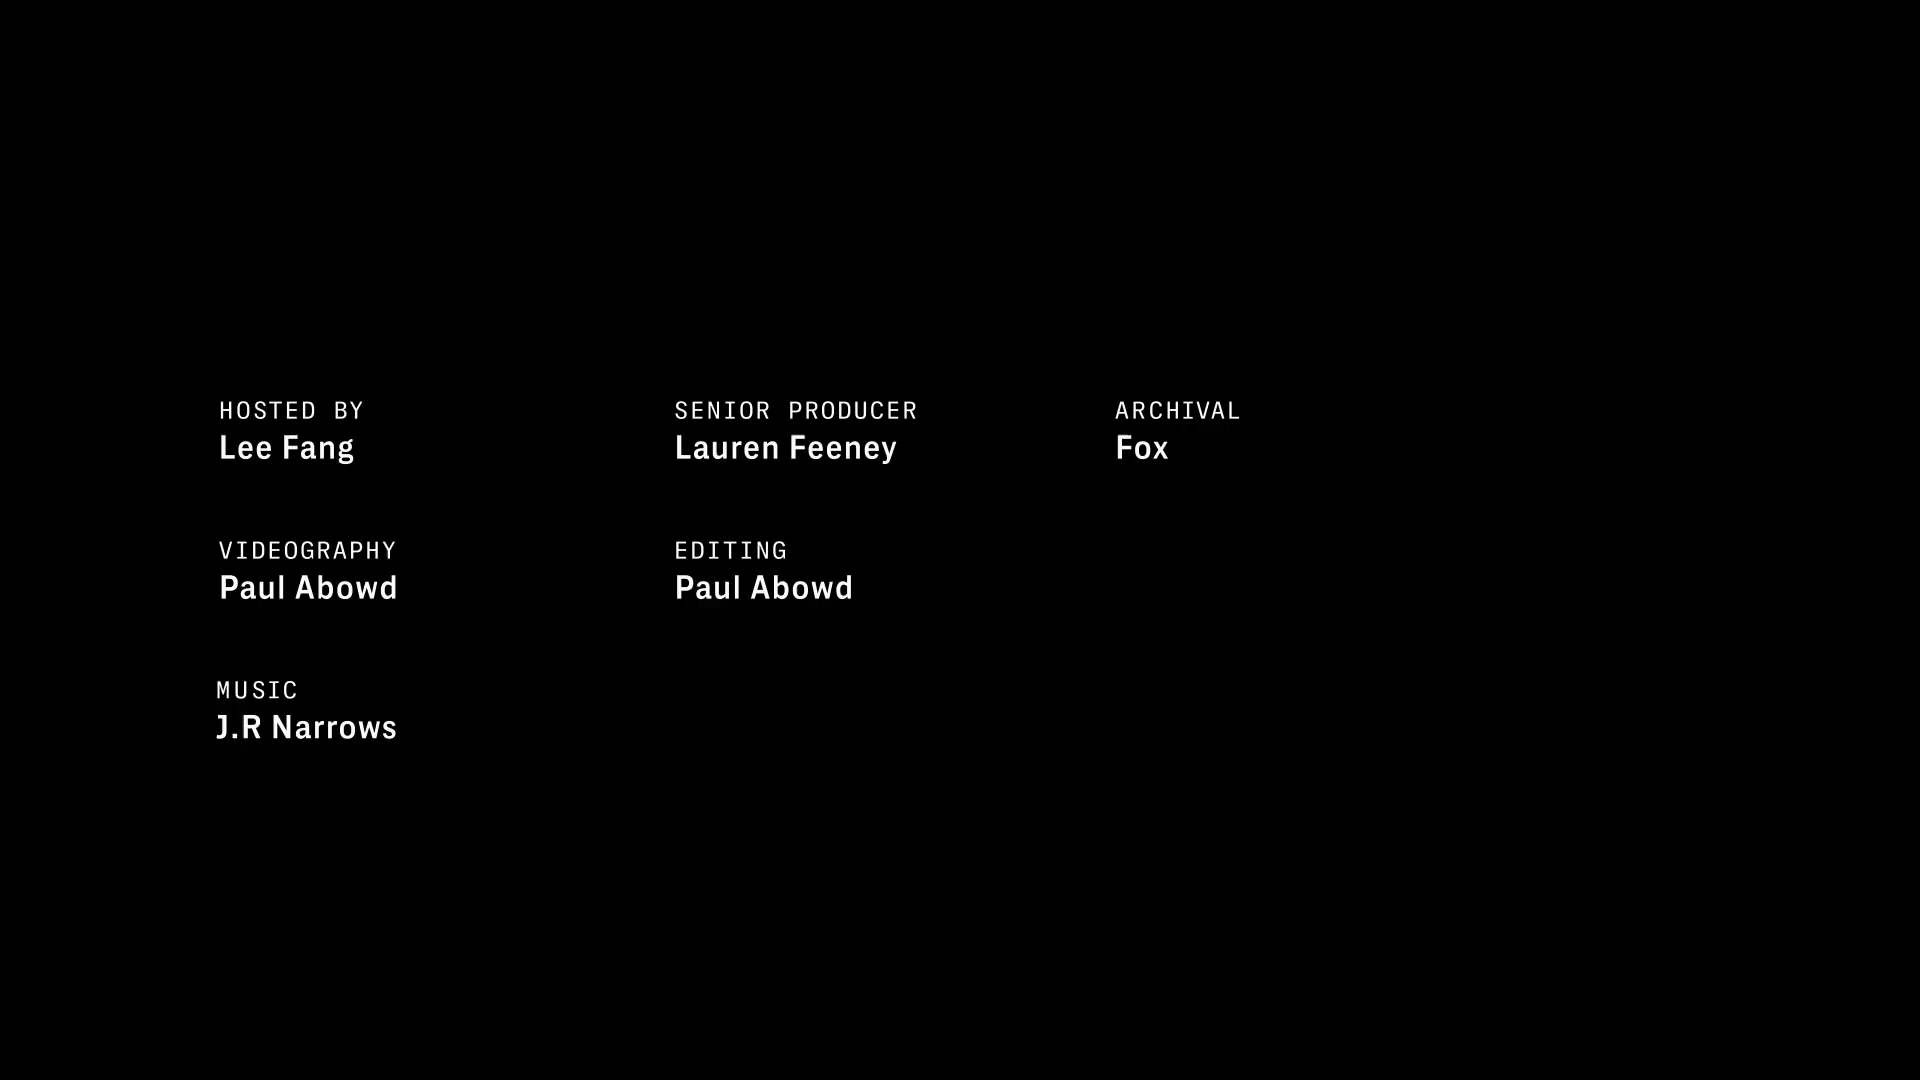 HOSTED BY
Lee Fang
SENIOR PRODUCER
Lauren Feeney
ARCHIVAL
Fox
VIDEOGRAPHY
Paul Abowd
EDITING
Paul Abowd
MUSIC
J.R Narrows